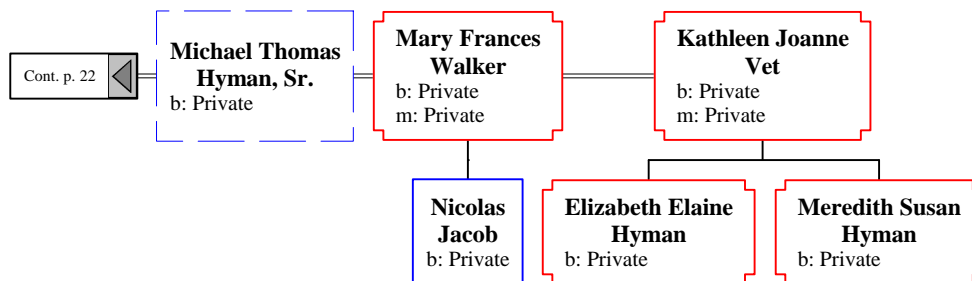 Cont. p. 22
Michael Thomas
Hyman, Sr.
b: Private
Mary Frances
Walker
b: Private
m: Private
Kathleen Joanne
Vet
b: Private
m: Private
Nicolas
Jacob
b: Private
Elizabeth Elaine
Hyman
b: Private
Meredith Susan
Hyman
b: Private